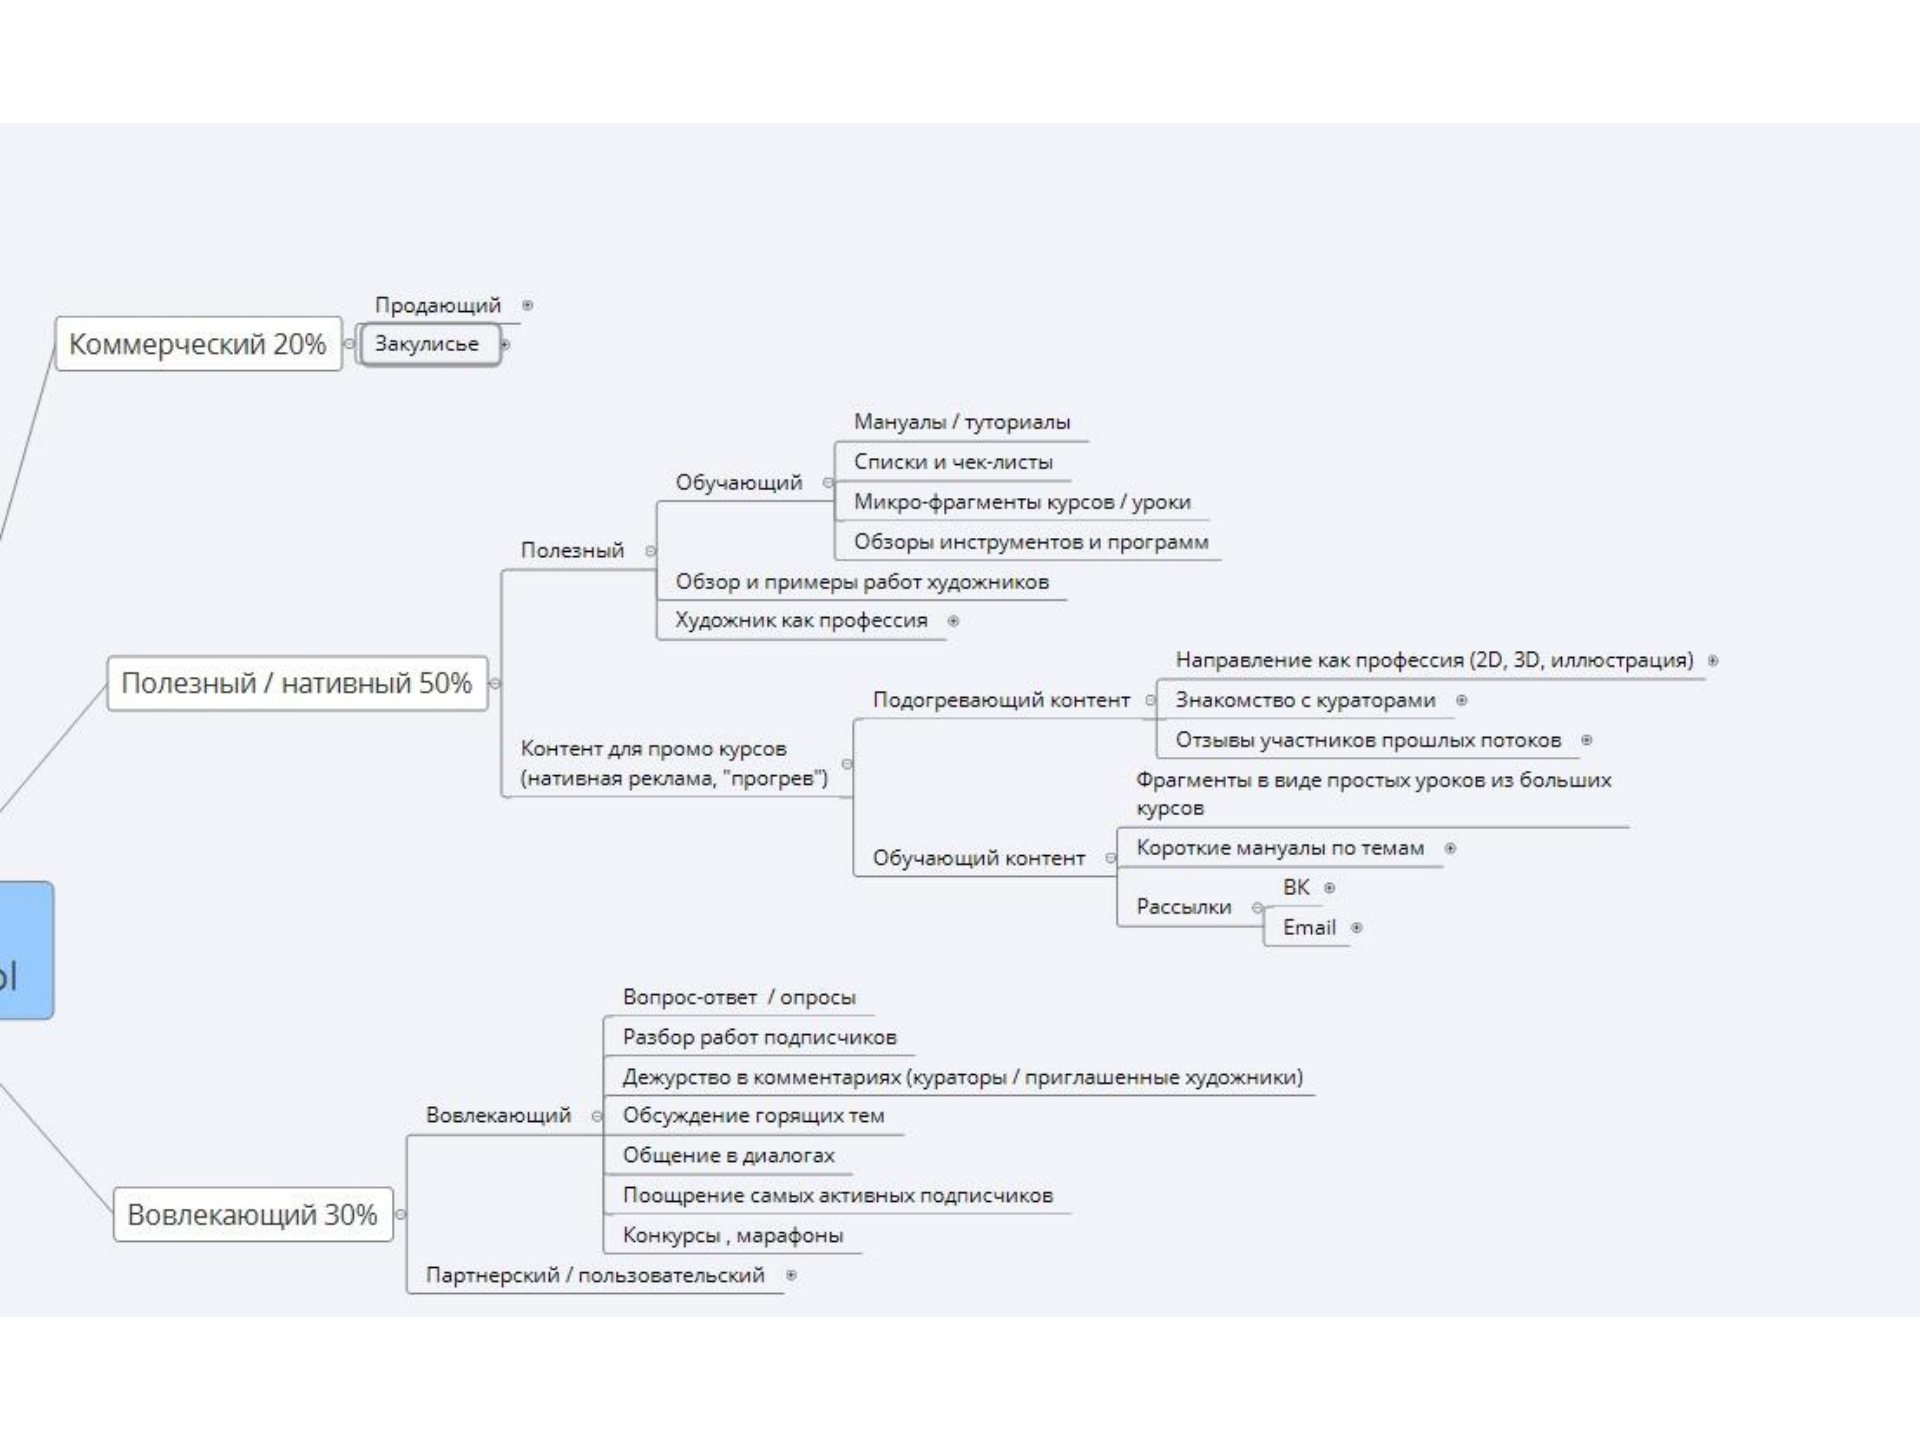 Продающий
Коммерческий 20%
Закулисье
Мануалы / туториалы
Списки и чек-листы
Обучающий
Микро-фрагменты курсов / уроки
Обзоры инструментов и программ
Полезный
Обзор и примеры работ художников
Художник как профессия
Полезный / нативный 50%
Направление как профессия (2D, 3D, иллюстрация)
Подогревающий контент
Знакомство с кураторами
Отзывы участников прошлых потоков
Контент для промо курсов
(нативная реклама, "прогрев")
Фрагменты в виде простых уроков из больших
курсов
Обучающий контент
Короткие мануалы по темам
Рассылки
ВК
Email
Вопрос-ответ / опросы
Разбор работ подписчиков
Дежурство в комментариях (кураторы / приглашенные художники)
Вовлекающий
Обсуждение горящих тем
Общение в диалогах
Поощрение самых активных подписчиков
Вовлекающий 30%
Конкурсы , марафоны
Партнерский / пользовательский